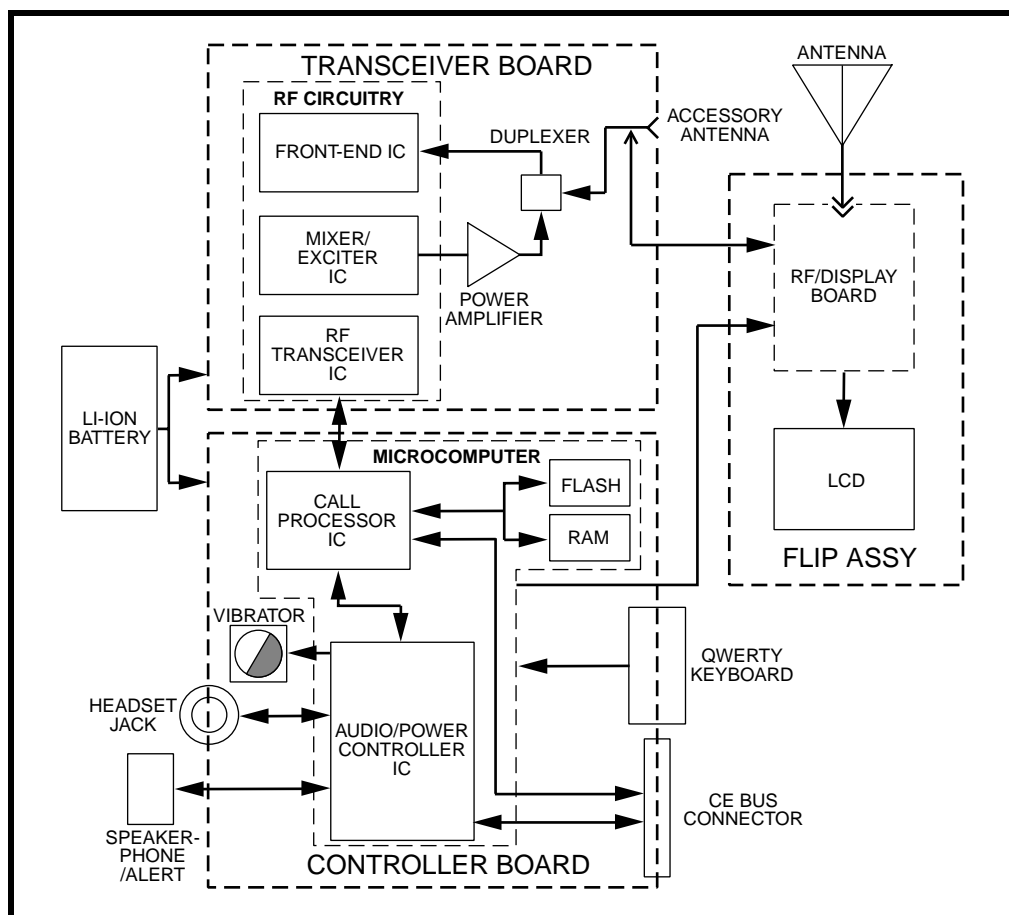 TRANSCEIVER BOARD
RF CIRCUITRY
FRONT-END IC
DUPLEXER
ACCESSORY
ANTENNA
ANTENNA
MIXER/
EXCITER
IC
POWER
AMPLIFIER
RF/DISPLAY
BOARD
RF
TRANSCEIVER
IC
LI-ION
BATTERY
MICROCOMPUTER
CALL
PROCESSOR
IC
FLASH
RAM
LCD
FLIP ASSY
VIBRATOR
QWERTY
KEYBOARD
HEADSET
JACK
AUDIO/POWER
CONTROLLER
IC
CE BUS
CONNECTOR
SPEAKER-
PHONE
/ALERT
CONTROLLER BOARD